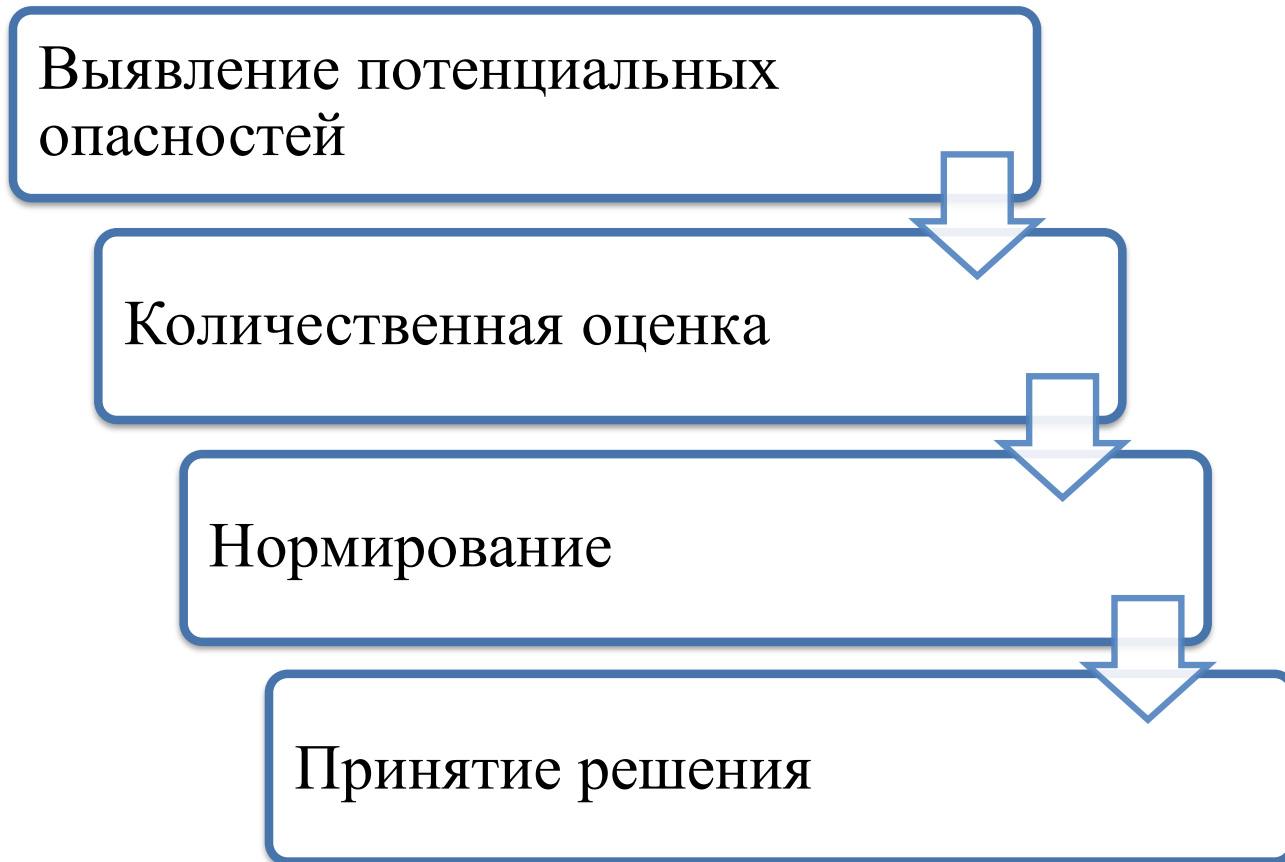 Выявление потенциальных
опасностей
Количественная оценка
Нормирование
Принятие решения